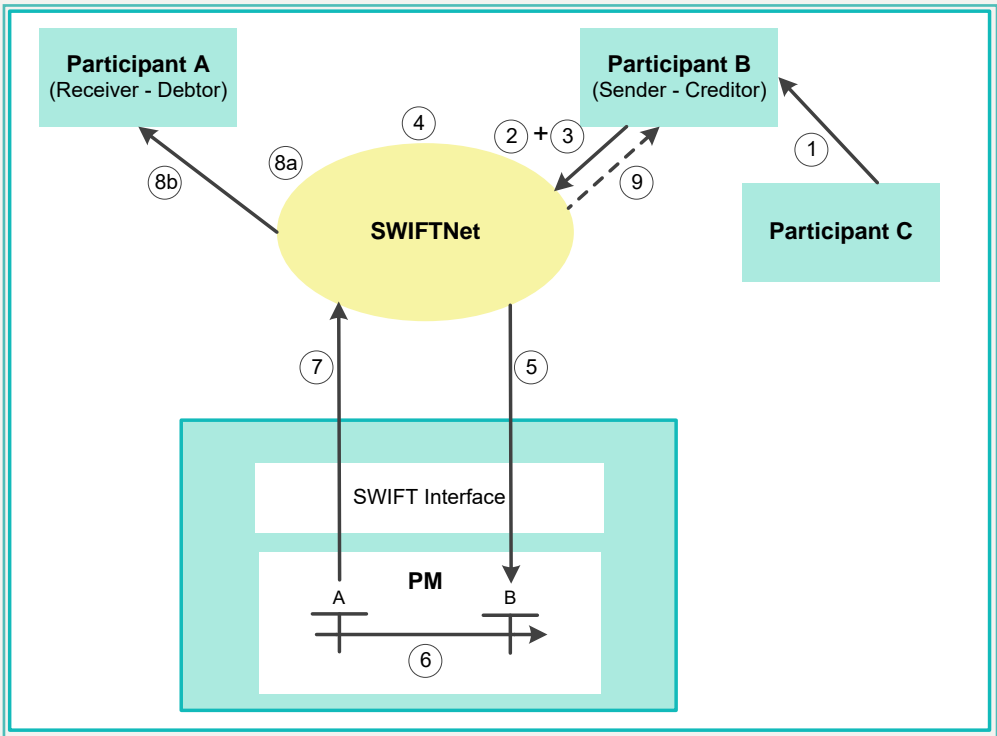 Participant A
(Receiver - Debtor)
Participant B
(Sender - Creditor)
4
2 + 3
1
8a
8b
9
SWIFTNet
Participant C
7
5
SWIFT Interface
PM
A
B
6